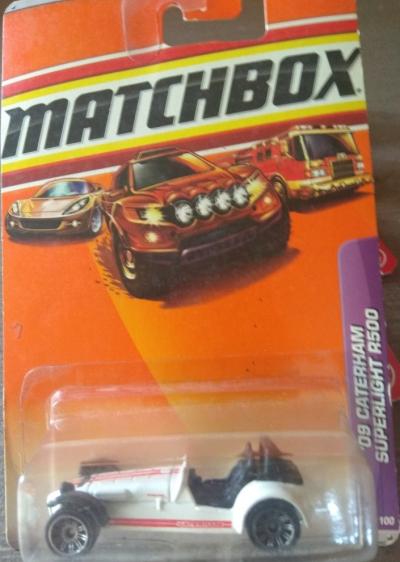 MATCHBOX
'09 CATERHAM
SUPERLIGHT R500
100